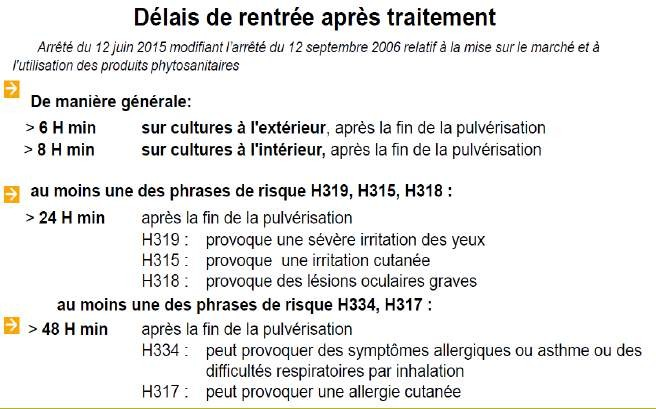 Délais de rentrée après traitement
Arrêté du 12 juin 2015 modifiant l'arrêté du 12 septembre 2006 relatif à la mise sur le marché et à
l'utilisation des produits phytosanitaires
De manière générale:
> 6 H min sur cultures à l'extérieur, après la fin de la pulvérisation
> 8 H min sur cultures à l'intérieur, après la fin de la pulvérisation
au moins une des phrases de risque H319, H315, H318 :
> 24 H min après la fin de la pulvérisation
H319 : provoque une sévère irritation des yeux
H315 : provoque une irritation cutanée
H318 : provoque des lésions oculaires graves
au moins une des phrases de risque H334, H317 :
> 48 H min après la fin de la pulvérisation
H334 : peut provoquer des symptômes allergiques ou asthme ou des
difficultés respiratoires par inhalation
H317 : peut provoquer une allergie cutanée